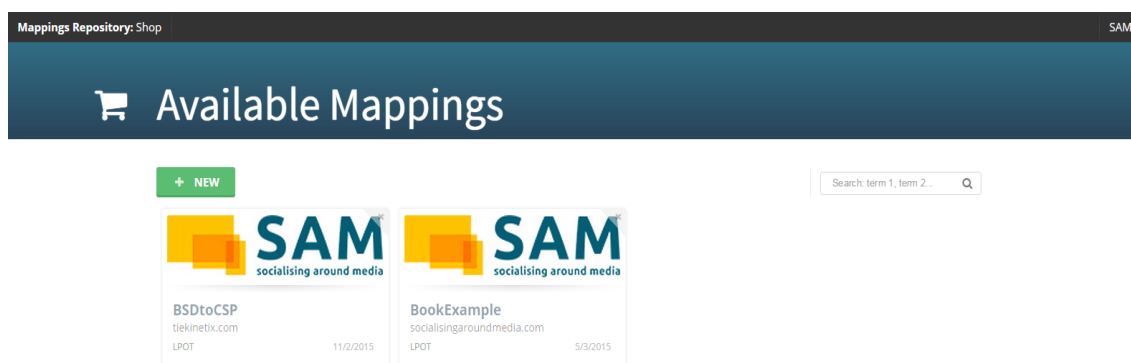 Mappings Repository: Shop
SAM
Available Mappings
+ NEW
Search: term 1, term 2...
SAM
socialising around media
SAM
socialising around media
BSDtoCSP
tiekinetix.com
LPOT 11/2/2015
BookExample
socialisingaroundmedia.com
LPOT 5/3/2015